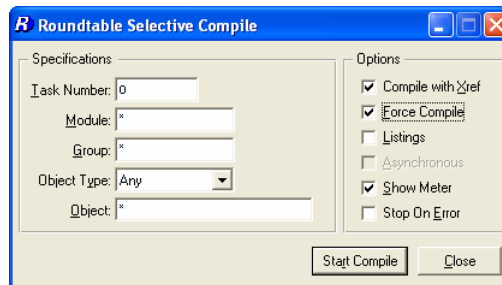 R Roundtable Selective Compile
Specifications
Task Number: 0
Module: *
Group: *
Object Type: Any
Object: *
Options
Compile with Xref
Force Compile
Listings
Asynchronous
Show Meter
Stop On Error
Start Compile
Close